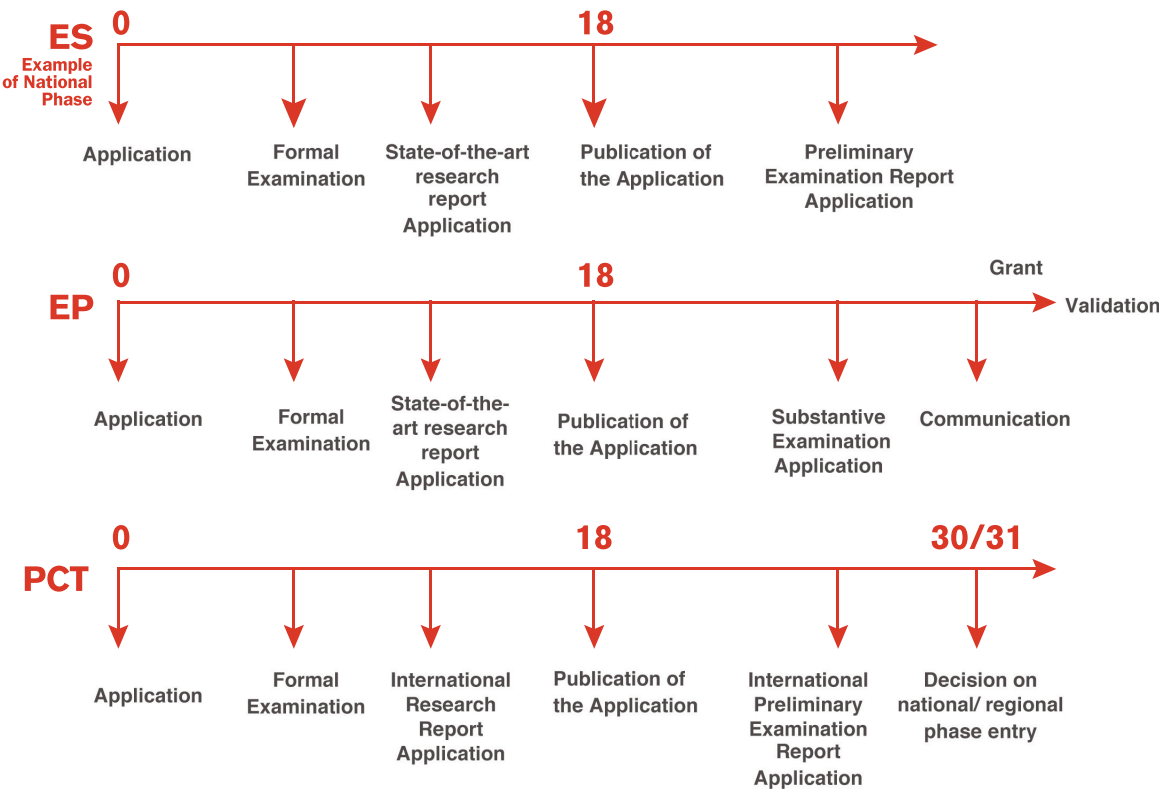 0
18
ES
Example
of National
Phase
Application
Formal
Examination
State-of-the-art
research
report
Application
Publication of
the Application
Preliminary
Examination Report
Application
0
18
Grant
EP
Validation
Application
Formal
Examination
State-of-the-
art research
report
Application
Publication of
the Application
Substantive
Examination
Application
Communication
0
18
30/31
PCT
Application
Formal
Examination
International
Research
Report
Application
Publication of
the Application
International
Preliminary
Examination
Report
Application
Decision on
national/ regional
phase entry